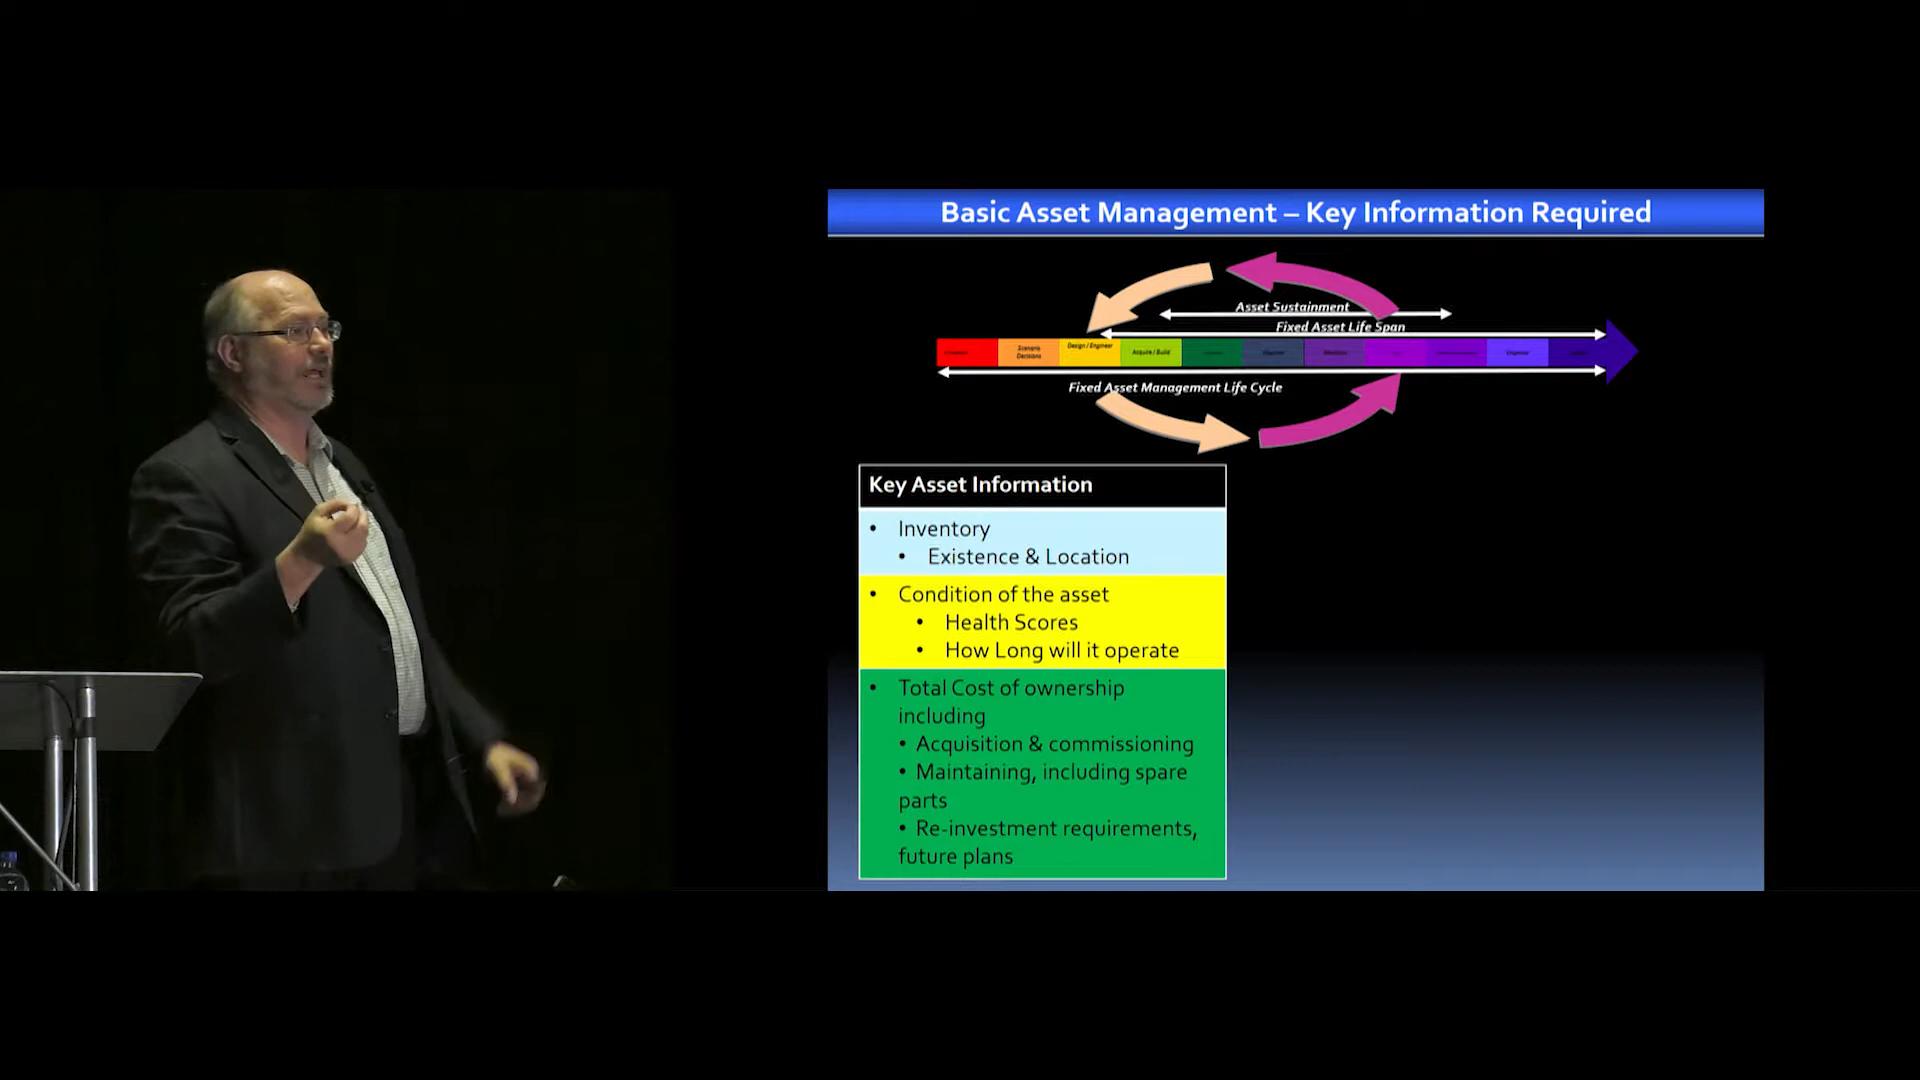 Basic Asset Management – Key Information Required
Asset Sustainment
Fixed Asset Life Span
Scenario
Decisions
Design / Engineer
Acquire / Build
Fixed Asset Management Life Cycle
Key Asset Information
• Inventory
• Existence & Location
• Condition of the asset
• Health Scores
• How Long will it operate
• Total Cost of ownership
including
• Acquisition & commissioning
• Maintaining, including spare
parts
• Re-investment requirements,
future plans